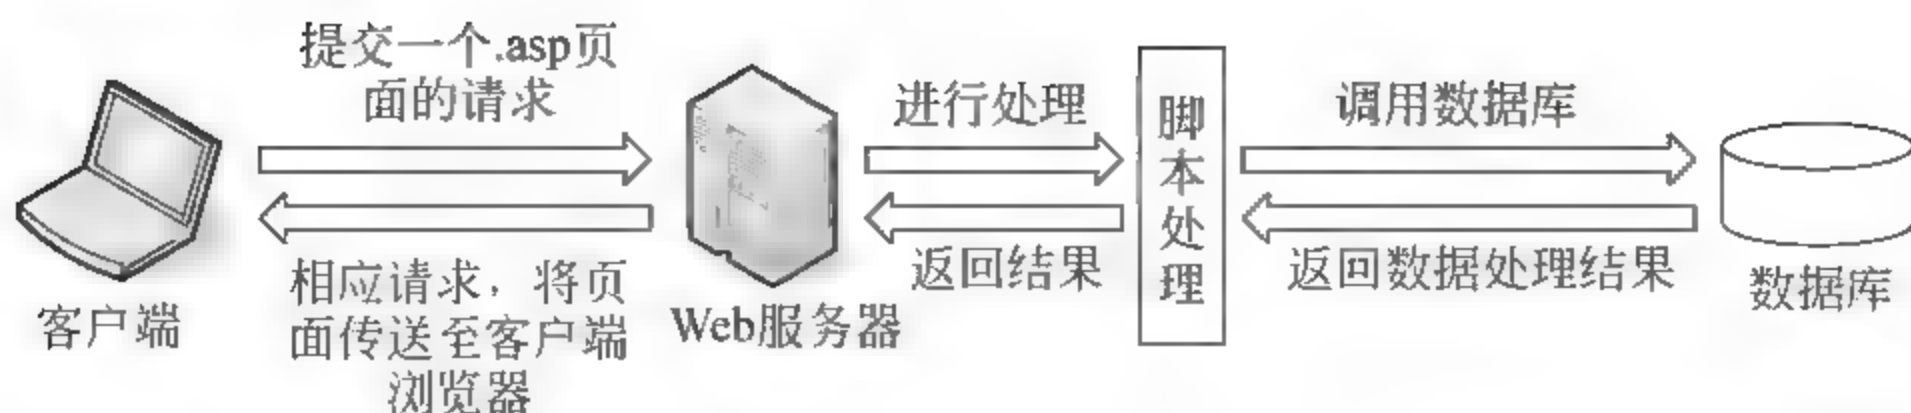 提交一个.asp页
面的请求
相应请求，将页
面传送至客户端
浏览器
客户端
Web服务器
进行处理
返回结果
脚本处理
调用数据库
返回数据处理结果
数据库